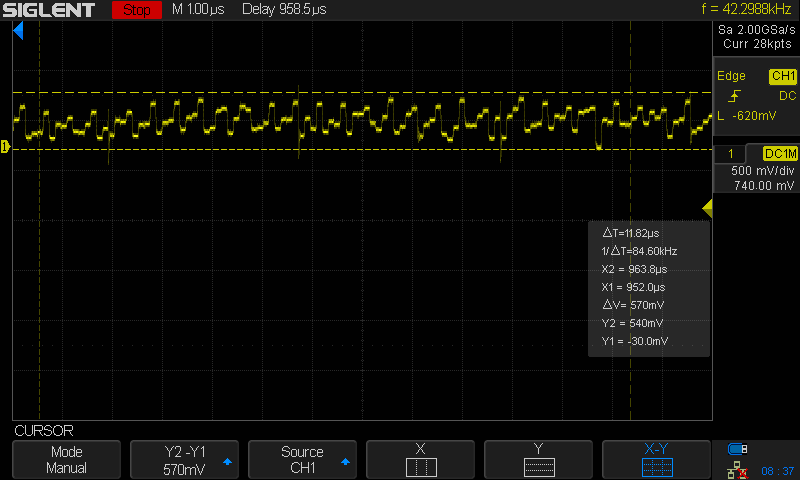 SIGLENT Stop M 1.00µs Delay 958.5µs f = 42.2988kHz
Sa 2.00GSa/s
Curr 28kpts
Edge CH1
DC
L -620mV
1 DC1M
500 mV/div
740.00 mV
1
△T=11.82µs
1/△T=84.60kHz
X2 = 963.8µs
X1 = 952.0µs
△V= 570mV
Y2 = 540mV
Y1 = -30.0mV
CURSOR
Mode
Manual
Y2 -Y1
570mV
Source
CH1
X
Y
X-Y
08 : 37